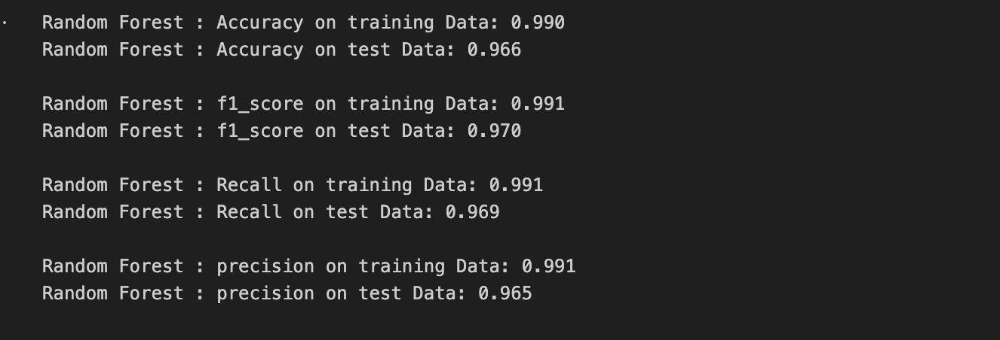 Random Forest : Accuracy on training Data: 0.990
Random Forest : Accuracy on test Data: 0.966
Random Forest : f1_score on training Data: 0.991
Random Forest : f1_score on test Data: 0.970
Random Forest : Recall on training Data: 0.991
Random Forest : Recall on test Data: 0.969
Random Forest : precision on training Data: 0.991
Random Forest : precision on test Data: 0.965